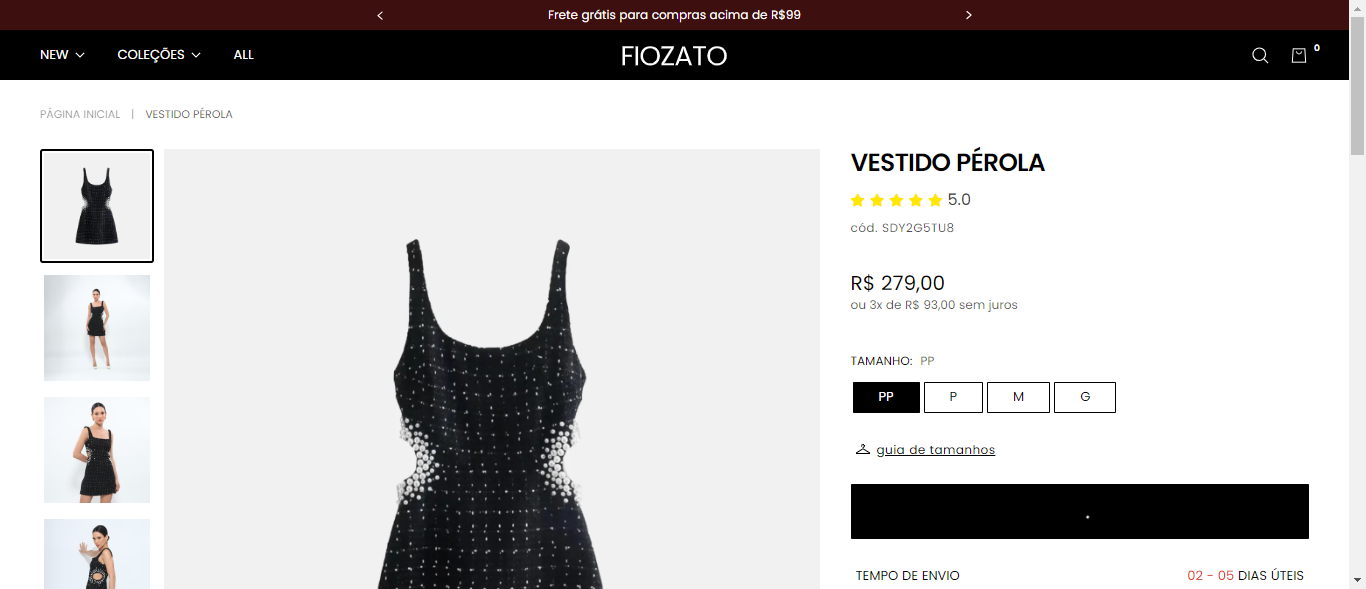 Frete grátis para compras acima de R$99
NEW COLEÇÕES ALL FIOZATO 0
PÁGINA INICIAL | VESTIDO PÉROLA
VESTIDO PÉROLA
5.0
cód. SDY2G5TU8
R$ 279,00
ou 3x de R$ 93,00 sem juros
TAMANHO: PP
PP P M G
guia de tamanhos
TEMPO DE ENVIO 02 - 05 DIAS ÚTEIS